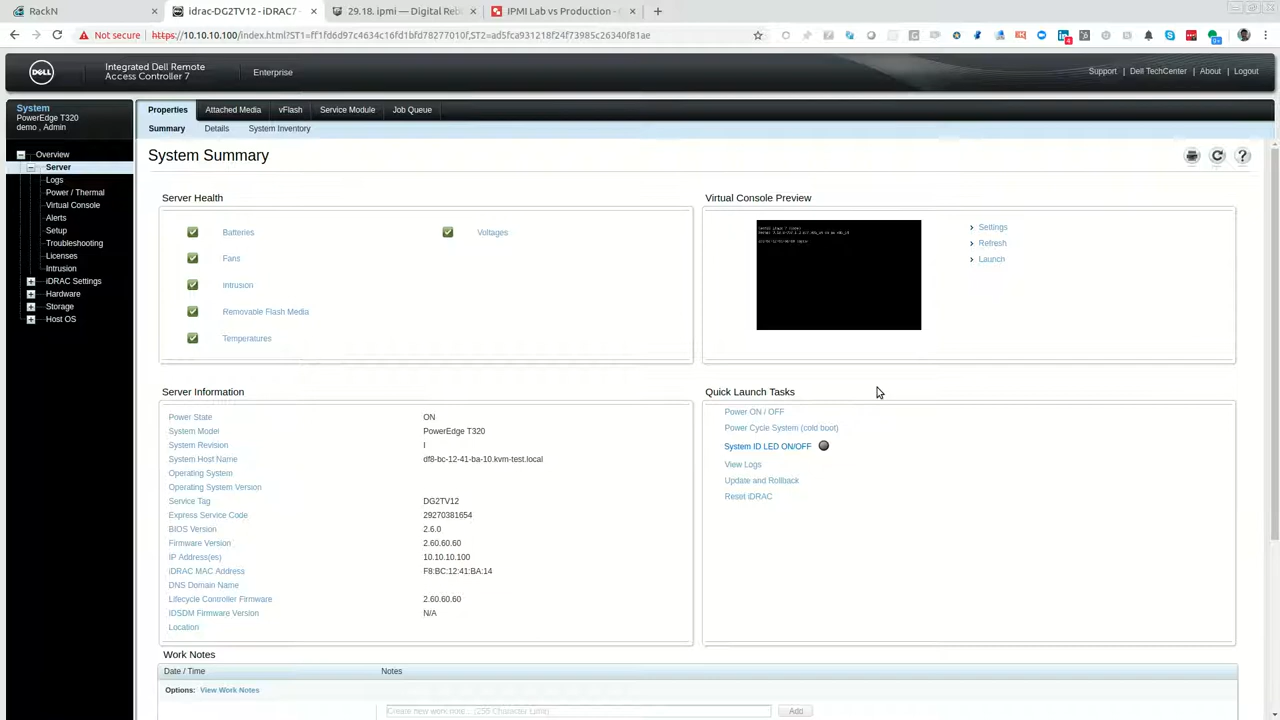 RackN
idrac-DG2TV12 - iDRAC7 -
29.18. ipmi — Digital Reb
IPMI Lab vs Production -
Not secure
https://10.10.10.100/index.html?ST1=ff1fd6d97c4634c16fd1bfd78277010f,ST2=ad5fca931218f24f73985c26340f81ae
DELL
Integrated Dell Remote
Access Controller 7
Enterprise
Support | Dell TechCenter | About | Logout
System
PowerEdge T320
demo , Admin
Overview
Server
Logs
Power / Thermal
Virtual Console
Alerts
Setup
Troubleshooting
Licenses
Intrusion
iDRAC Settings
Hardware
Storage
Host OS
Properties
Attached Media
vFlash
Service Module
Job Queue
Summary
Details
System Inventory
System Summary
Server Health
Batteries
Voltages
Fans
Intrusion
Removable Flash Media
Temperatures
Virtual Console Preview
Settings
Refresh
Launch
Server Information
Power State ON
System Model PowerEdge T320
System Revision I
System Host Name df8-bc-12-41-ba-10.kvm-test.local
Operating System
Operating System Version
Service Tag DG2TV12
Express Service Code 29270381654
BIOS Version 2.6.0
Firmware Version 2.60.60.60
IP Address(es) 10.10.10.100
iDRAC MAC Address F8:BC:12:41:BA:14
DNS Domain Name
Lifecycle Controller Firmware 2.60.60.60
IDSDM Firmware Version N/A
Location
Quick Launch Tasks
Power ON / OFF
Power Cycle System (cold boot)
System ID LED ON/OFF
View Logs
Update and Rollback
Reset iDRAC
Work Notes
Date / Time Notes
Options: View Work Notes
Create new work note... (256 Character Limit)
Add